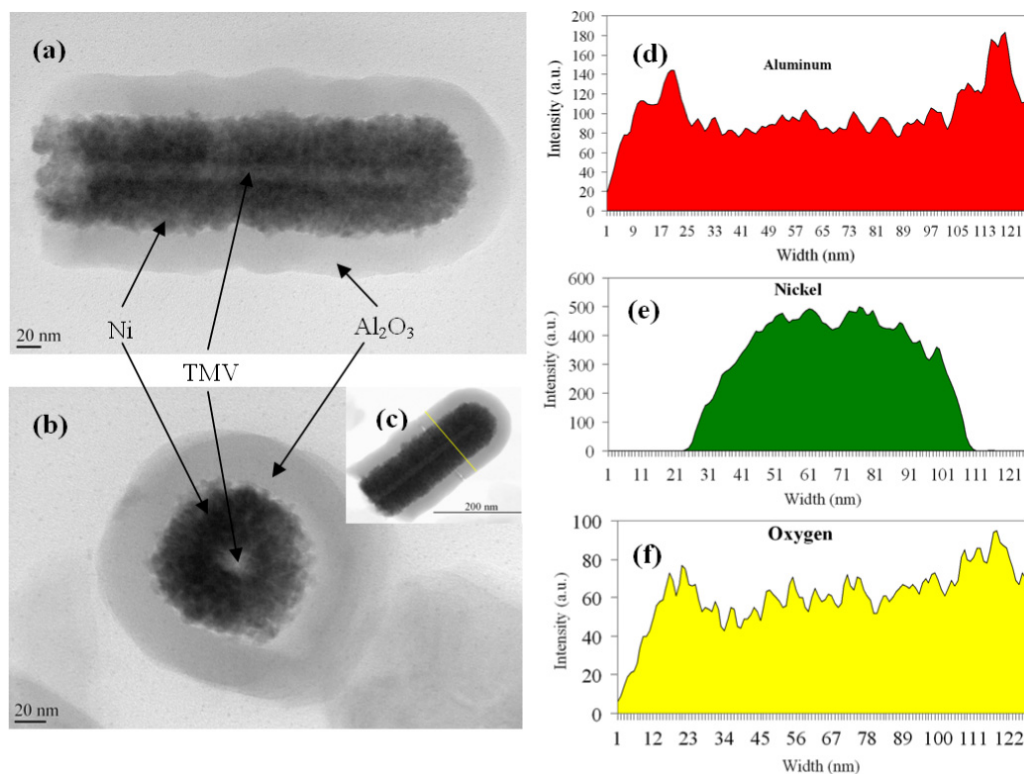 (a)
20 nm
Ni
TMV
Al₂O₃
(b)
20 nm
(c)
200 nm
(d)
Aluminum
Intensity (a.u.)
200
180
160
140
120
100
80
60
40
20
0
1 9 17 25 33 41 49 57 65 73 81 89 97 105 113 121
Width (nm)
(e)
Nickel
Intensity (a.u.)
600
500
400
300
200
100
0
1 11 21 31 41 51 61 71 81 91 101 111 121
Width (nm)
(f)
Oxygen
Intensity (a.u.)
100
80
60
40
20
0
1 12 23 34 45 56 67 78 89 100 111 122
Width (nm)